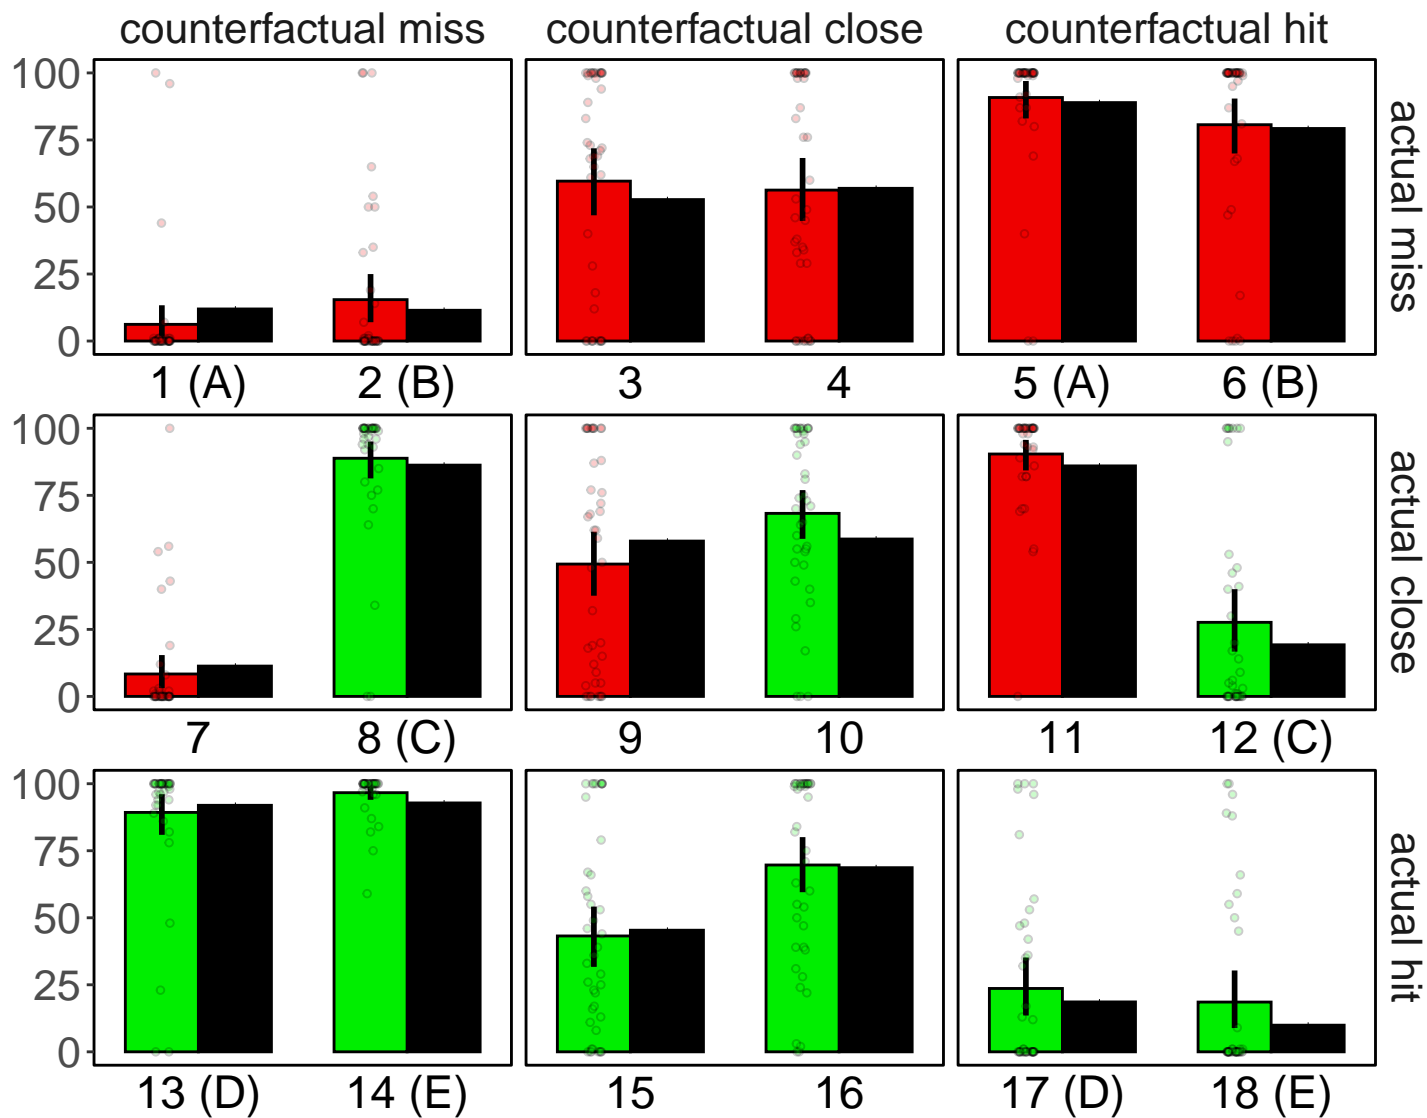 counterfactual miss counterfactual close counterfactual hit
100
75
50
25
0
actual miss
1 (A) 2 (B) 3 4 5 (A) 6 (B)
100
75
50
25
0
actual close
7 8 (C) 9 10 11 12 (C)
100
75
50
25
0
actual hit
13 (D) 14 (E) 15 16 17 (D) 18 (E)